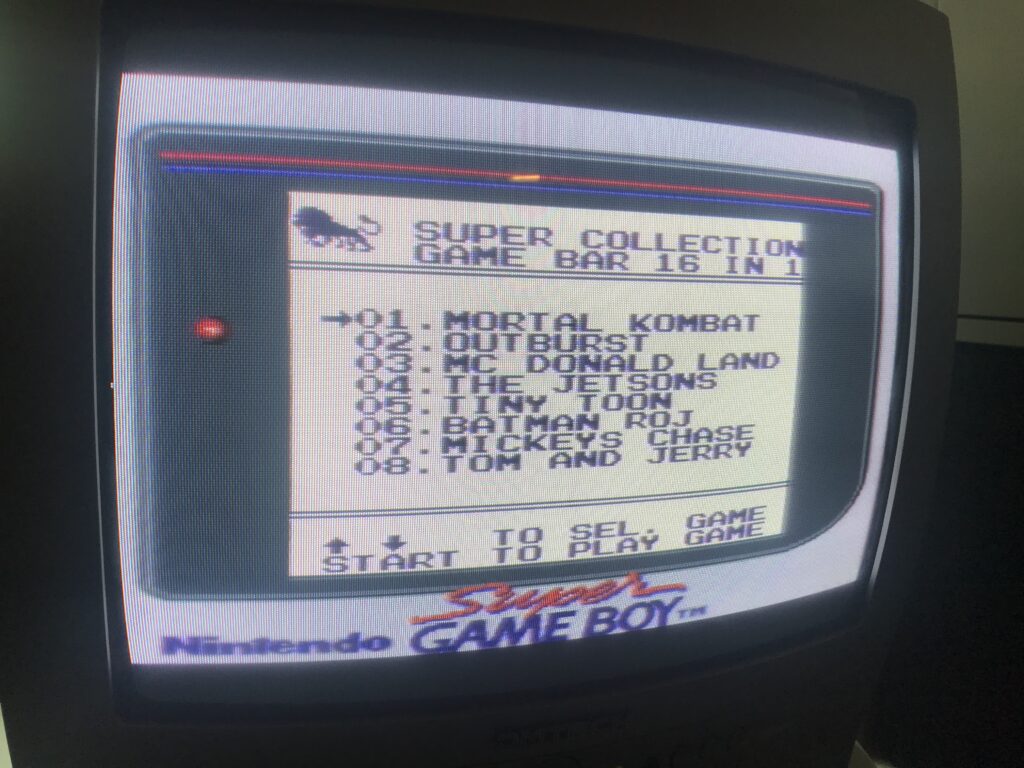 SUPER COLLECTION
GAME BAR 16 IN 1
01. MORTAL KOMBAT
02. OUTBURST
03. MC DONALD LAND
04. THE JETSONS
05. TINY TOON
06. BATMAN ROJ
07. MICKEYS CHASE
08. TOM AND JERRY
TO SEL. GAME
START TO PLAY GAME
Super
Nintendo GAME BOY™